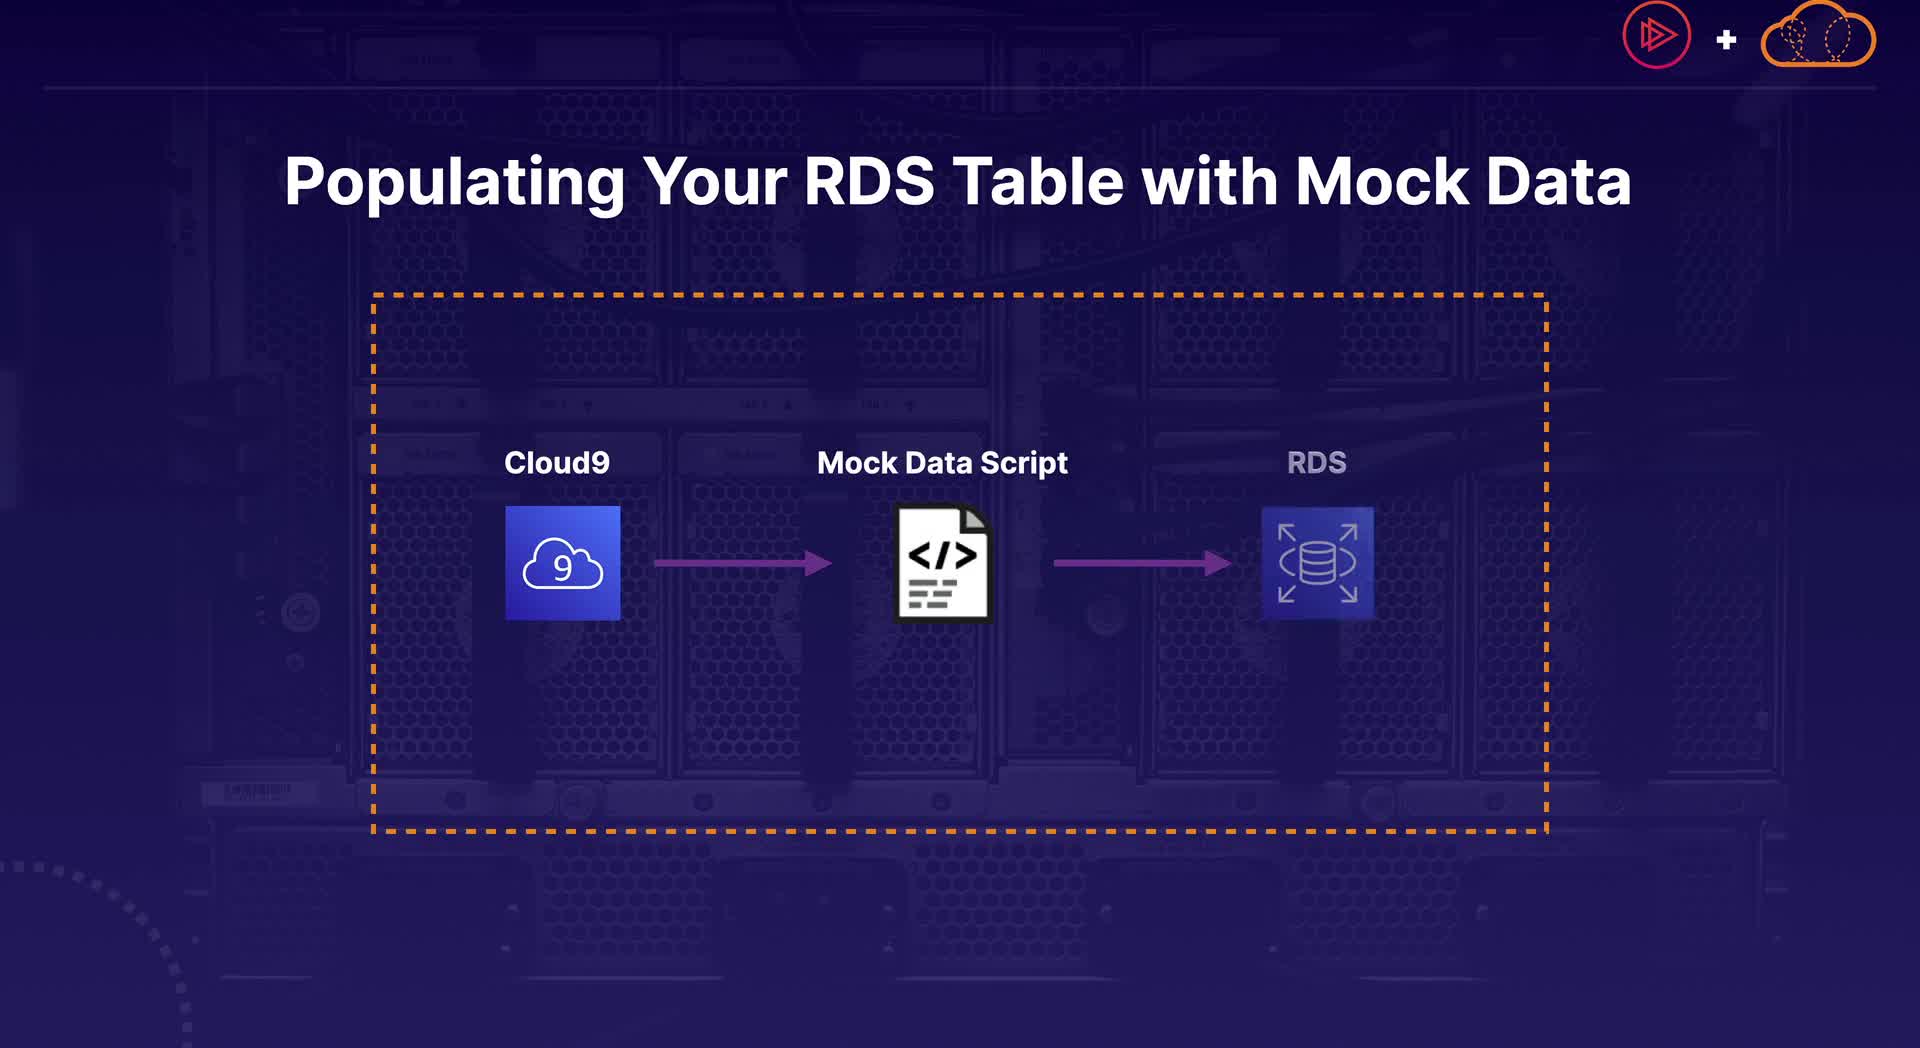 Populating Your RDS Table with Mock Data
Cloud9
Mock Data Script
RDS
9
</>